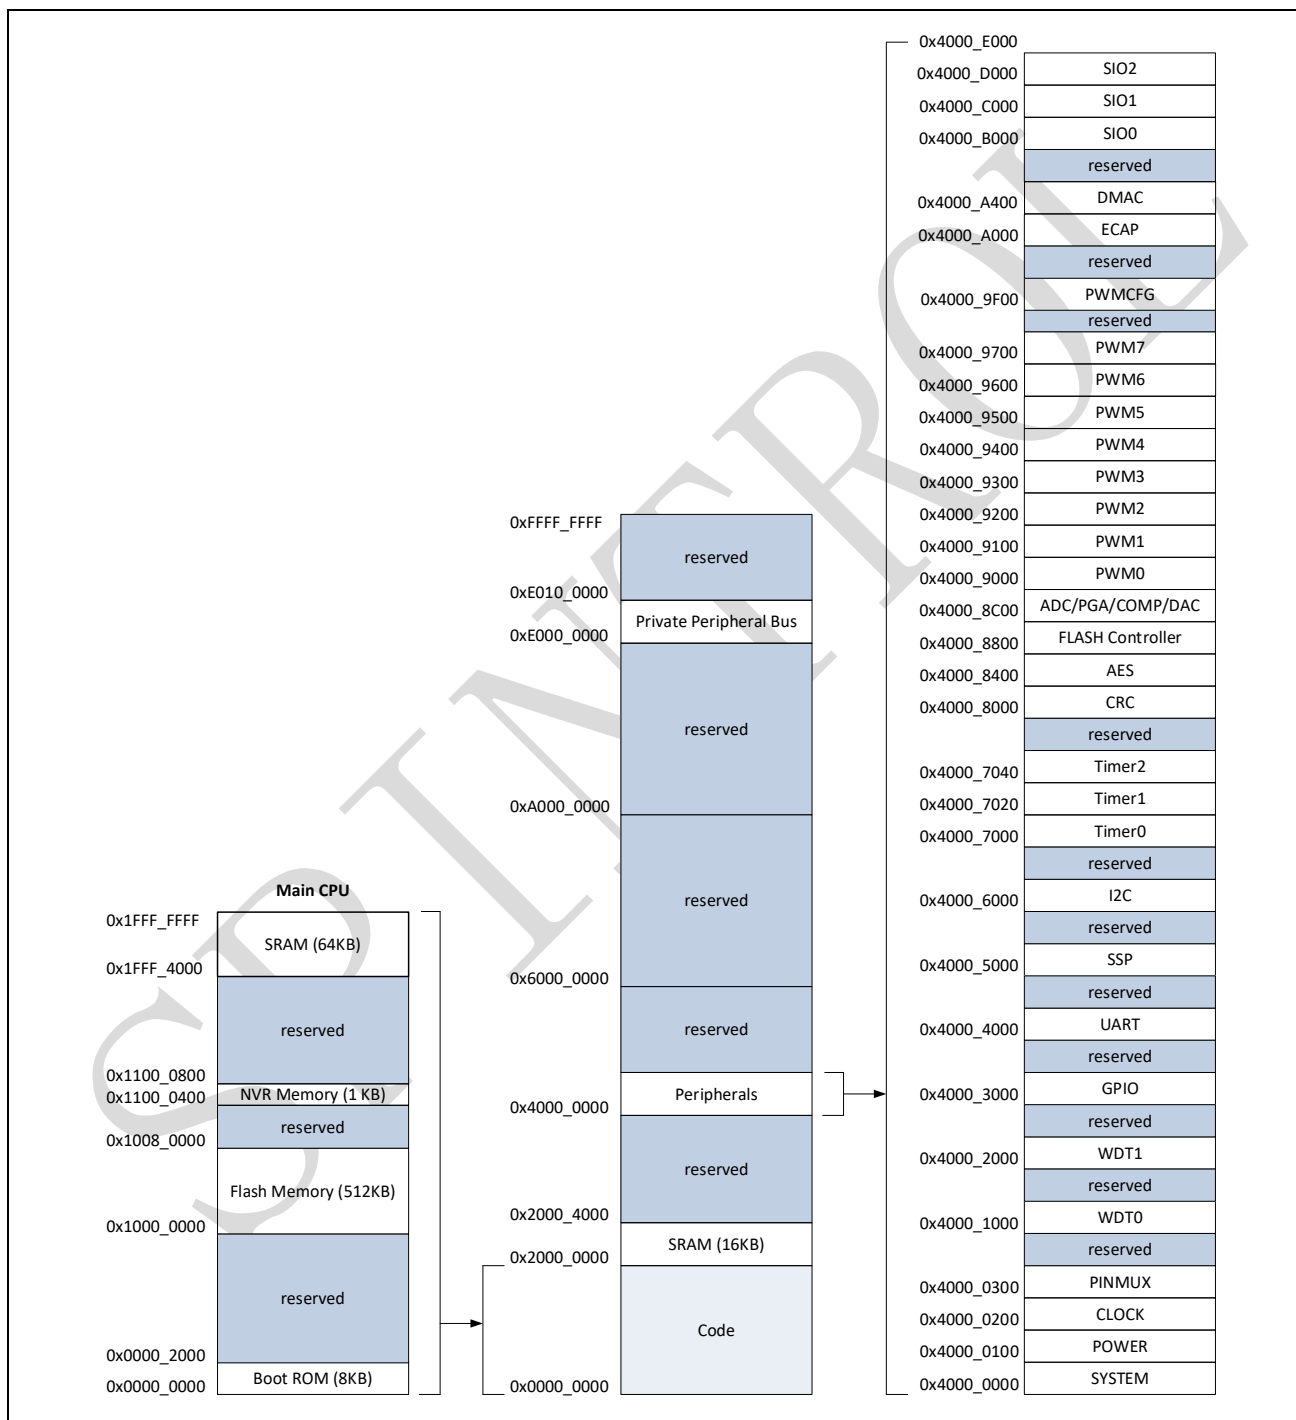 Main CPU
0x1FFF_FFFF
SRAM (64KB)
0x1FFF_4000
reserved
0x1100_0800
NVR Memory (1 KB)
0x1100_0400
reserved
0x1008_0000
Flash Memory (512KB)
0x1000_0000
reserved
0x0000_2000
Boot ROM (8KB)
0x0000_0000
0xFFFF_FFFF
reserved
0xE010_0000
Private Peripheral Bus
0xE000_0000
reserved
0xA000_0000
reserved
0x6000_0000
reserved
Peripherals
0x4000_0000
reserved
0x2000_4000
SRAM (16KB)
0x2000_0000
Code
0x0000_0000
0x4000_E000
SIO2
0x4000_D000
SIO1
0x4000_C000
SIO0
0x4000_B000
reserved
DMAC
0x4000_A400
ECAP
0x4000_A000
reserved
PWMCFG
0x4000_9F00
reserved
PWM7
0x4000_9700
PWM6
0x4000_9600
PWM5
0x4000_9500
PWM4
0x4000_9400
PWM3
0x4000_9300
PWM2
0x4000_9200
PWM1
0x4000_9100
PWM0
0x4000_9000
ADC/PGA/COMP/DAC
0x4000_8C00
FLASH Controller
0x4000_8800
AES
0x4000_8400
CRC
0x4000_8000
reserved
Timer2
0x4000_7040
Timer1
0x4000_7020
Timer0
0x4000_7000
reserved
I2C
0x4000_6000
reserved
SSP
0x4000_5000
reserved
UART
0x4000_4000
reserved
GPIO
0x4000_3000
reserved
WDT1
0x4000_2000
reserved
WDT0
0x4000_1000
reserved
PINMUX
0x4000_0300
CLOCK
0x4000_0200
POWER
0x4000_0100
SYSTEM
0x4000_0000
SPINTROL